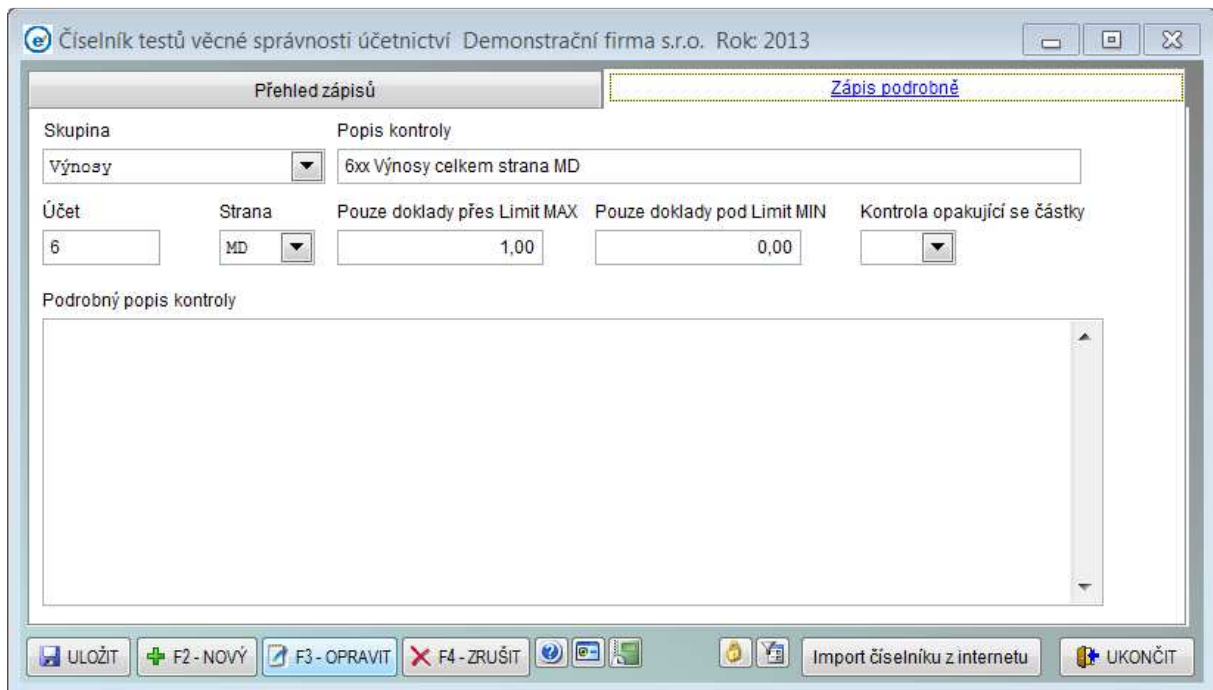 Číselník testů věcné správnosti účetnictví Demonstrační firma s.r.o. Rok: 2013
Přehled zápisů Zápis podrobně
Skupina Popis kontroly
Výnosy 6xx Výnosy celkem strana MD
Účet Strana Pouze doklady přes Limit MAX Pouze doklady pod Limit MIN Kontrola opakující se částky
6 MD 1,00 0,00
Podrobný popis kontroly
ULOŽIT F2 - NOVÝ F3 - OPRAVIT F4 - ZRUŠIT Import číselníku z internetu UKONČIT